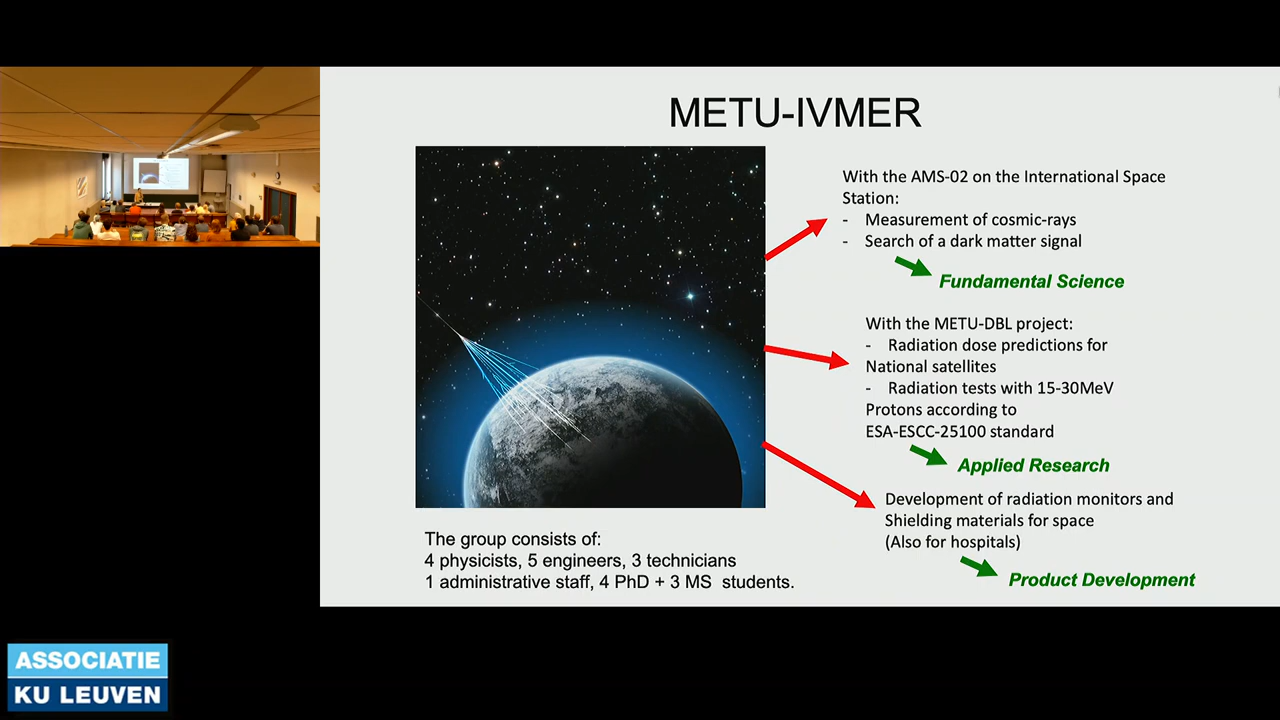 METU-IVMER
With the AMS-02 on the International Space
Station:
- Measurement of cosmic-rays
- Search of a dark matter signal
Fundamental Science
With the METU-DBL project:
- Radiation dose predictions for
National satellites
- Radiation tests with 15-30MeV
Protons according to
ESA-ESCC-25100 standard
Applied Research
Development of radiation monitors and
Shielding materials for space
(Also for hospitals)
Product Development
The group consists of:
4 physicists, 5 engineers, 3 technicians
1 administrative staff, 4 PhD + 3 MS students.
ASSOCIATIE
KU LEUVEN